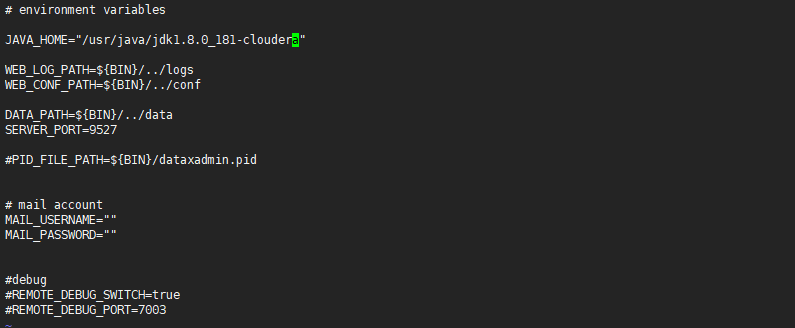 # environment variables
JAVA_HOME="/usr/java/jdk1.8.0_181-cloudera"
WEB_LOG_PATH=${BIN}/../logs
WEB_CONF_PATH=${BIN}/../conf
DATA_PATH=${BIN}/../data
SERVER_PORT=9527
#PID_FILE_PATH=${BIN}/dataxadmin.pid
# mail account
MAIL_USERNAME=""
MAIL_PASSWORD=""
#debug
#REMOTE_DEBUG_SWITCH=true
#REMOTE_DEBUG_PORT=7003
~